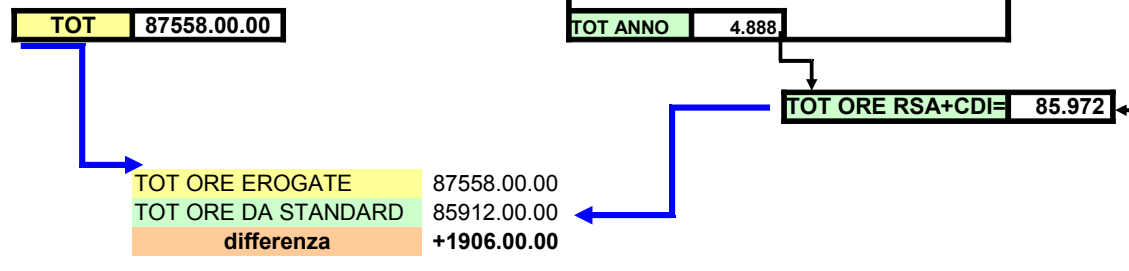 TOT 87558.00.00
TOT ANNO 4.888
TOT ORE RSA+CDI= 85.972
TOT ORE EROGATE 87558.00.00
TOT ORE DA STANDARD 85912.00.00
differenza +1906.00.00